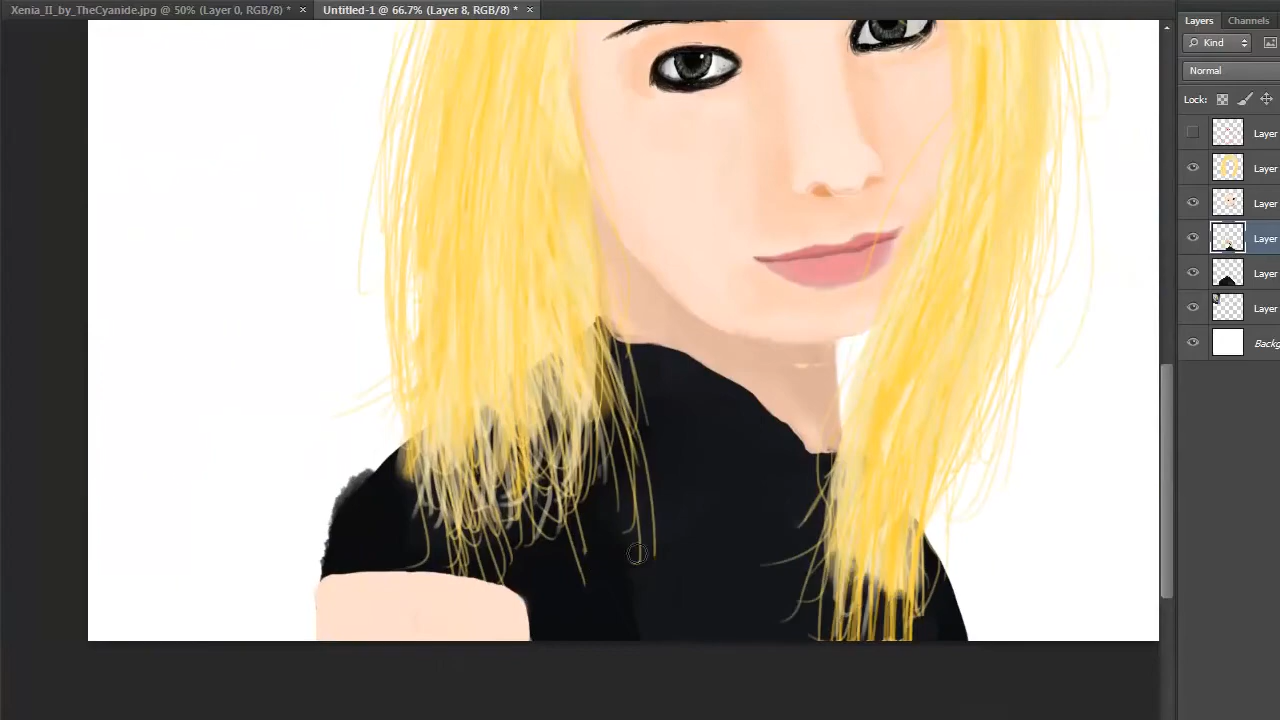 Xenia_II_by_TheCyanide.jpg @ 50% (Layer 0, RGB/8) * ×
Untitled-1 @ 66.7% (Layer 8, RGB/8) * ×
Layers Channels
Kind
Normal
Lock:
Layer
Layer
Layer
Layer
Layer
Layer
Backg